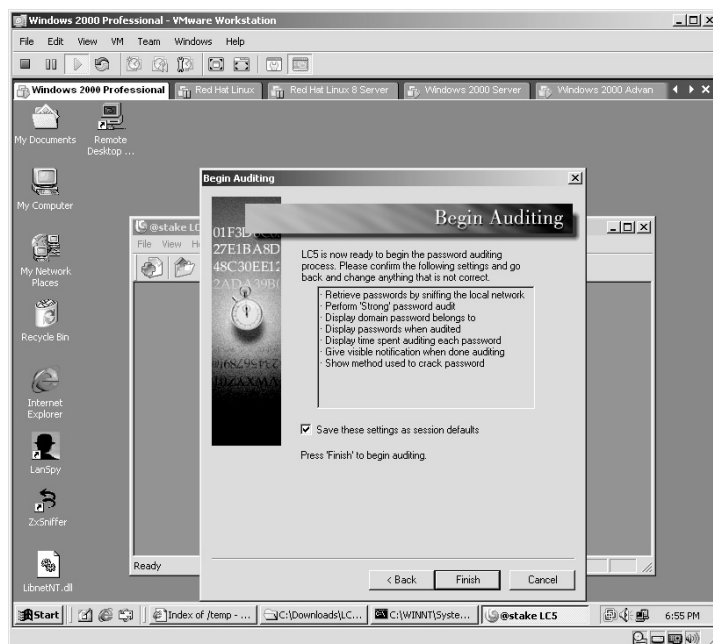 Windows 2000 Professional - VMware Workstation
File Edit View VM Team Windows Help
Windows 2000 Professional Red Hat Linux Red Hat Linux 8 Server Windows 2000 Server Windows 2000 Advan
My Documents
Remote
Desktop ...
My Computer
My Network
Places
Recycle Bin
Internet
Explorer
LanSpy
ZxSniffer
LibnetNT.dll
@stake LC
File View H
Ready
Begin Auditing
Begin Auditing
27E1BA8D
48C30EE12
LC5 is now ready to begin the password auditing
process. Please confirm the following settings and go
back and change anything that is not correct.
· Retrieve passwords by sniffing the local network
· Perform 'Strong' password audit
· Display domain password belongs to
· Display passwords when audited
· Display time spent auditing each password
· Give visible notification when done auditing
· Show method used to crack password
Save these settings as session defaults
Press 'Finish' to begin auditing.
< Back Finish Cancel
Start Index of /temp - ... C:\Downloads\LC... C:\WINNT\Syste... @stake LC5 6:55 PM